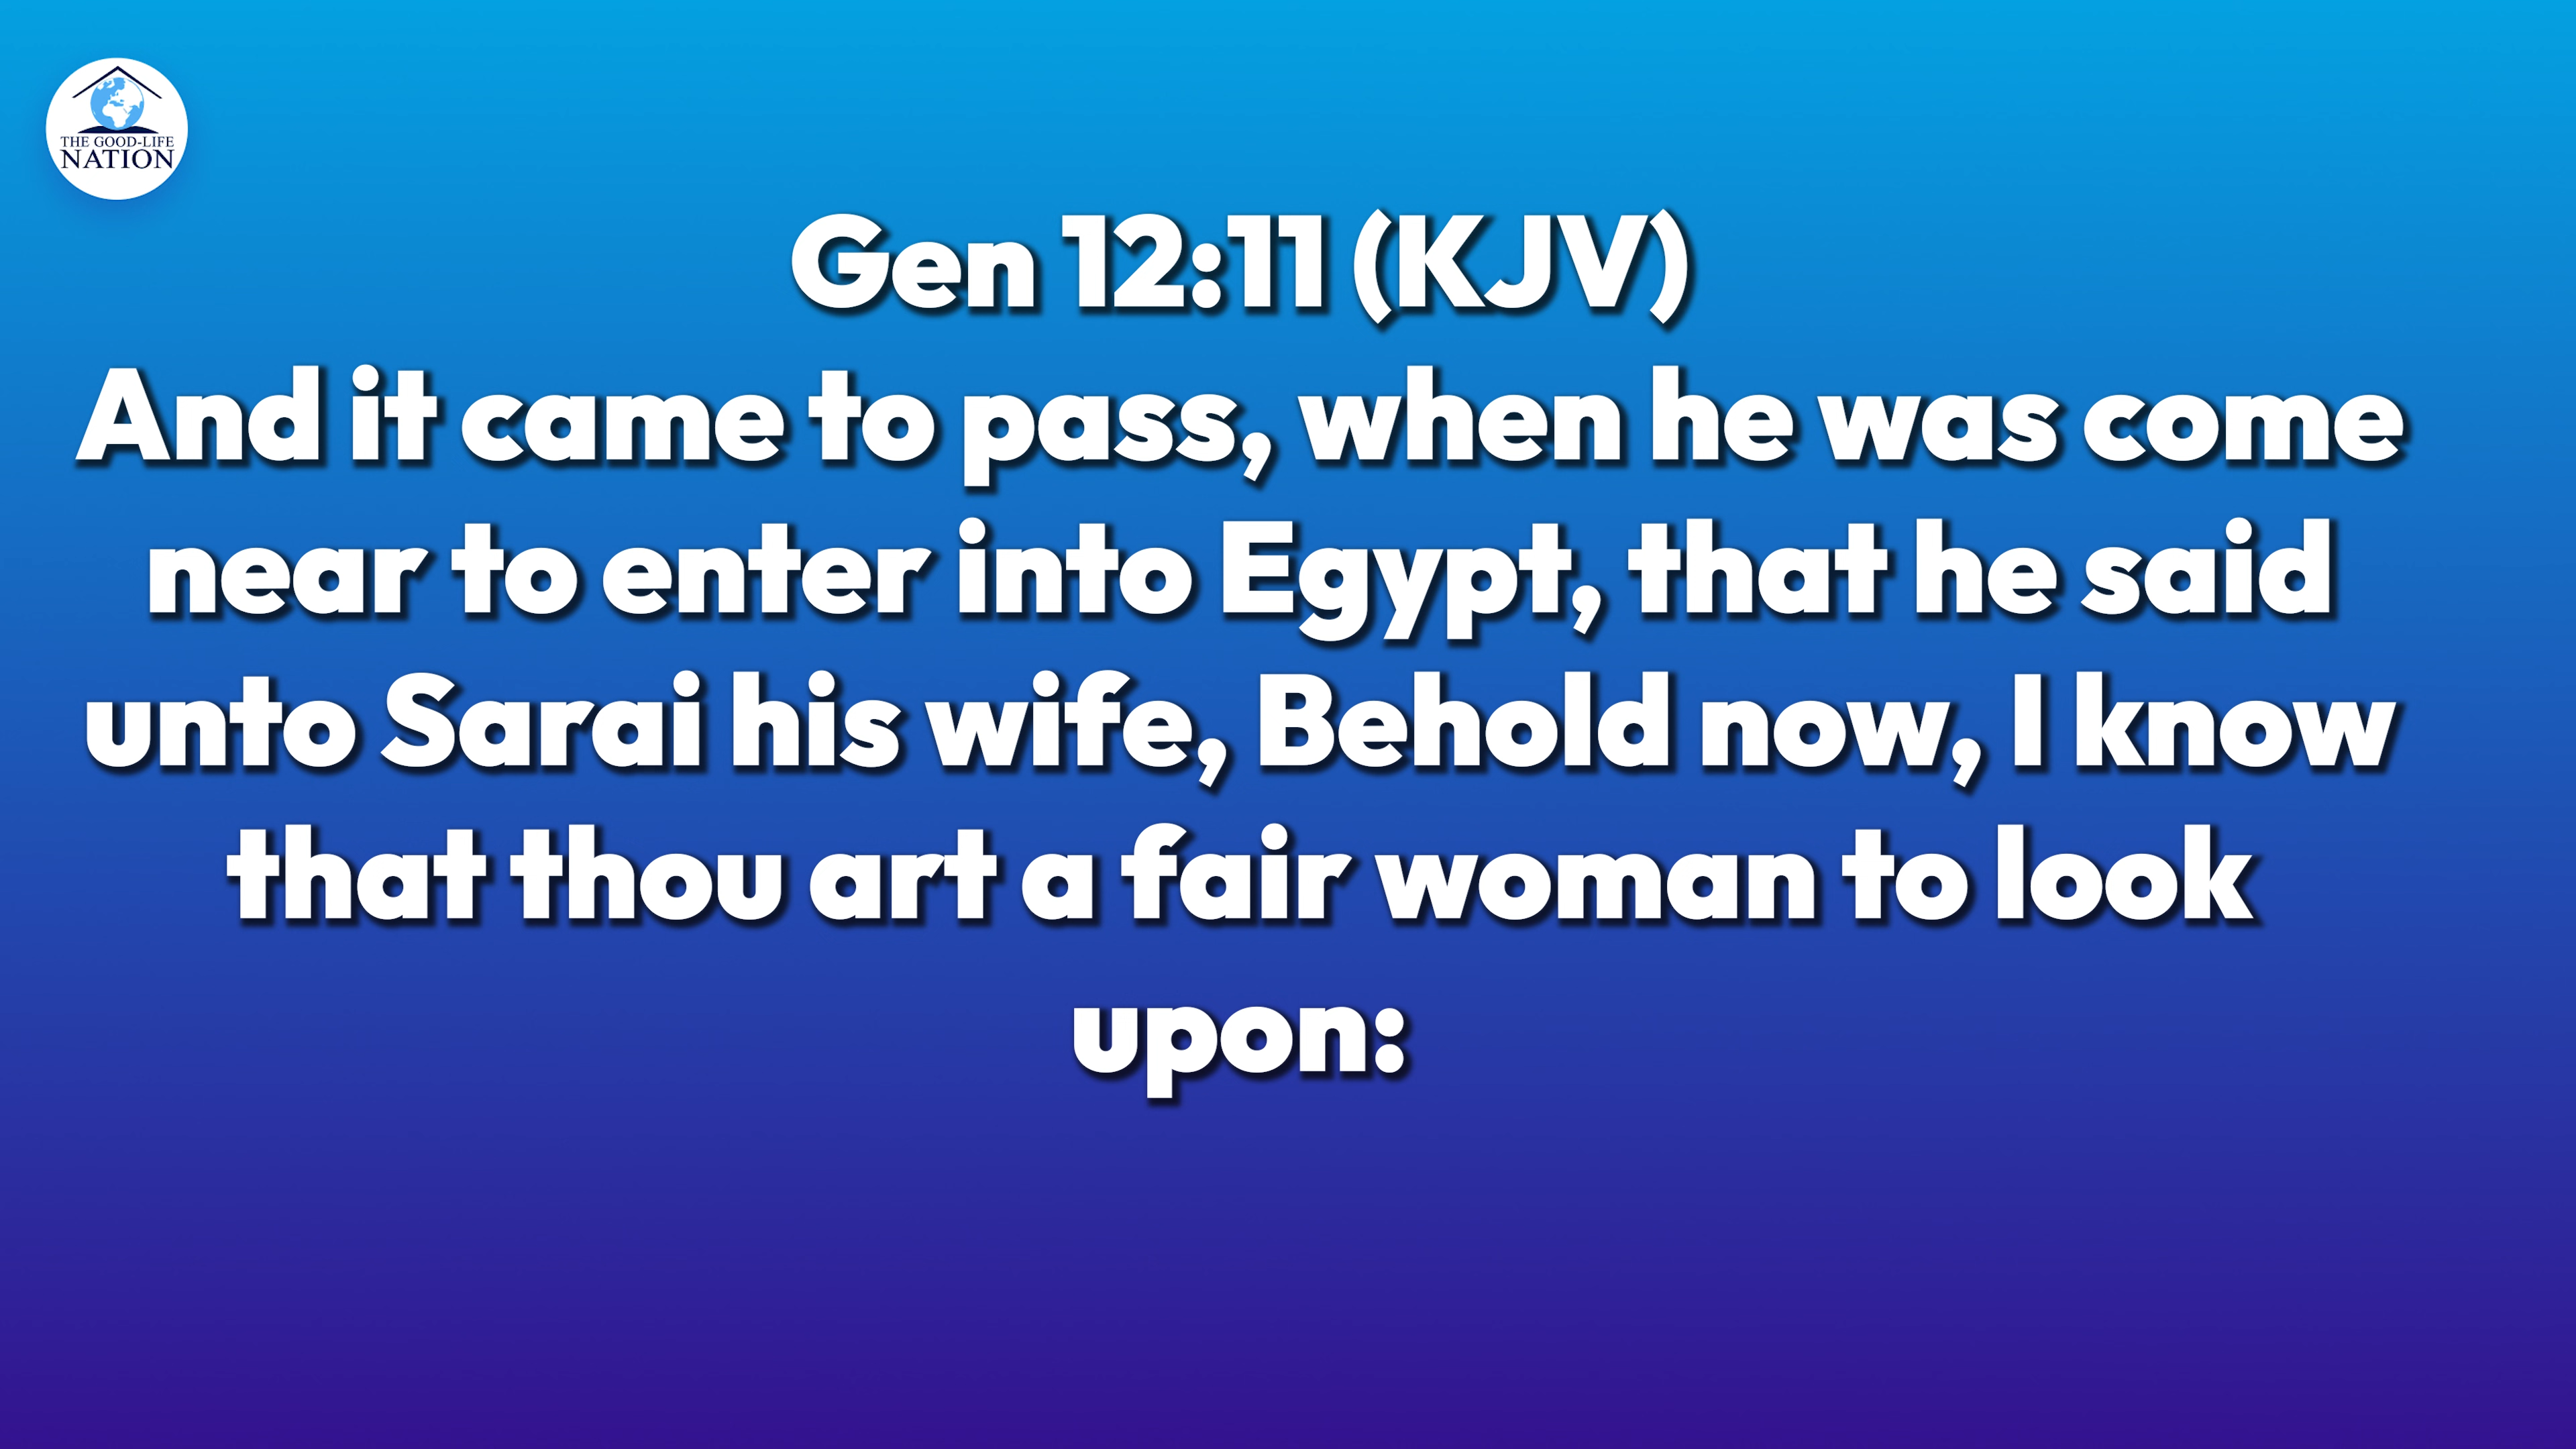 THE GOOD-LIFE
NATION
Gen 12:11 (KJV)
And it came to pass, when he was come
near to enter into Egypt, that he said
unto Sarai his wife, Behold now, I know
that thou art a fair woman to look
upon: